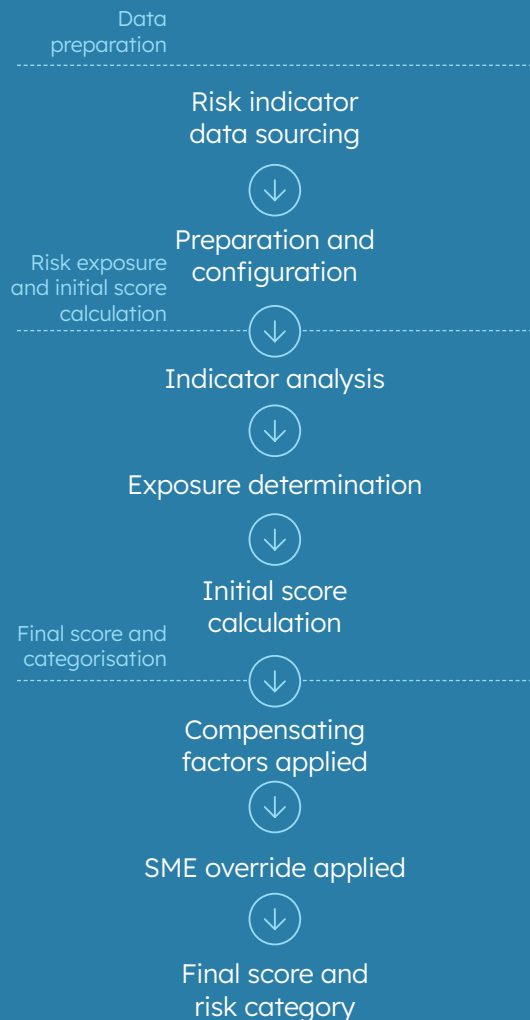 Data
preparation
Risk indicator
data sourcing
Preparation and
configuration
Risk exposure
and initial score
calculation
Indicator analysis
Exposure determination
Initial score
calculation
Final score and
categorisation
Compensating
factors applied
SME override applied
Final score and
risk category